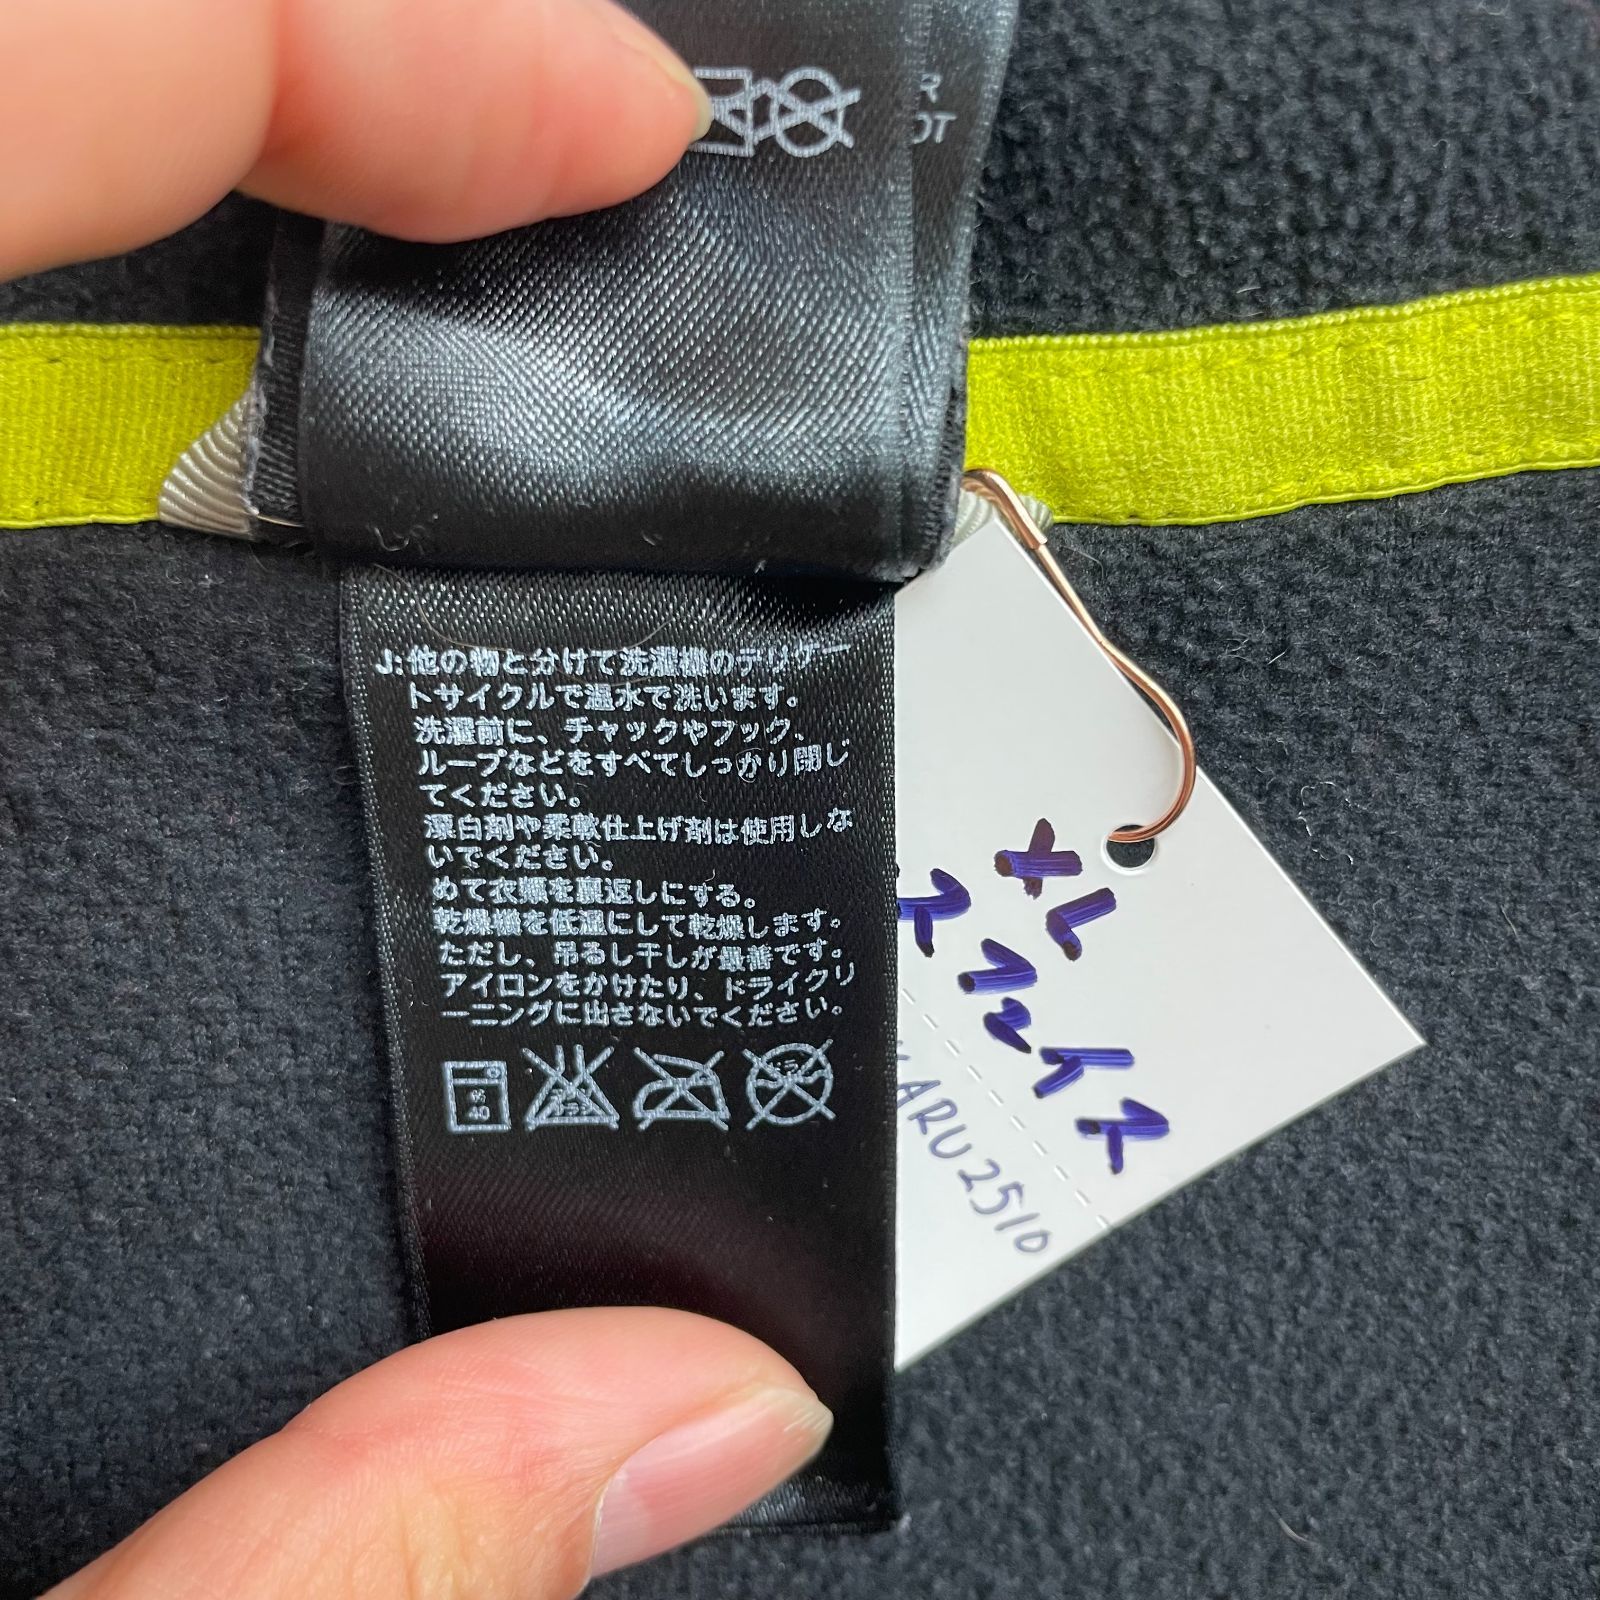 R
OT
J:他の物と分けて洗濯機のデリケー
トサイクルで温水で洗います。
洗濯前に、チャックやフック、
ループなどをすべてしっかり閉じ
てください。
漂白剤や柔軟仕上げ剤は使用しな
いてください。
めて衣類を裏返しにする。
乾燥機を低温にして乾燥します。
ただし、吊るし干しが最善です。
アイロンをかけたり、ドライクリ
ーニングに出さないでください。
40
XL
ARU2510